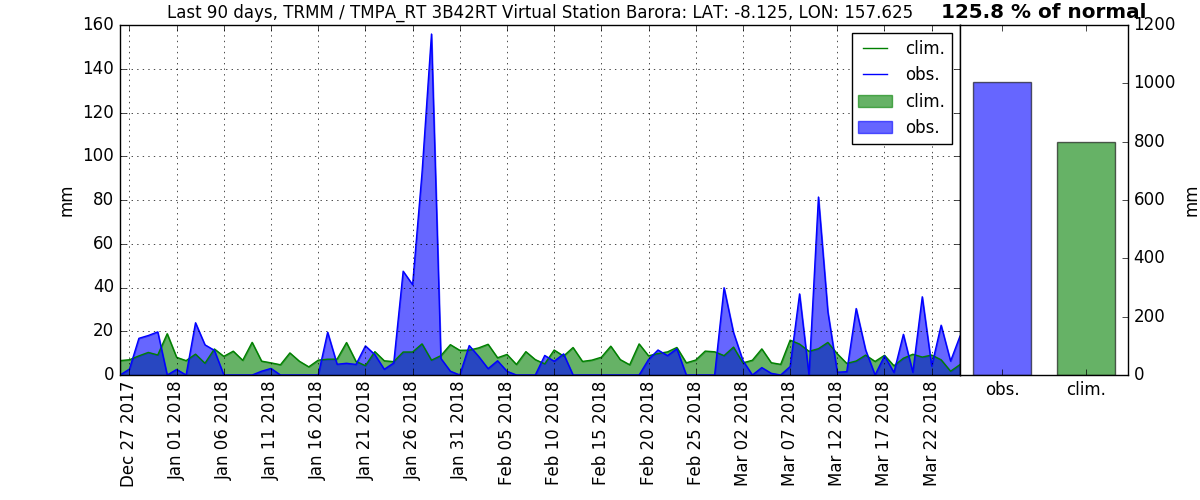 Last 90 days, TRMM / TMPA_RT 3B42RT Virtual Station Barora: LAT: -8.125, LON: 157.625
125.8 % of normal
160
140
120
100
80
60
40
20
0
mm
clim.
obs.
clim.
obs.
Dec 27 2017
Jan 01 2018
Jan 06 2018
Jan 11 2018
Jan 16 2018
Jan 21 2018
Jan 26 2018
Jan 31 2018
Feb 05 2018
Feb 10 2018
Feb 15 2018
Feb 20 2018
Feb 25 2018
Mar 02 2018
Mar 07 2018
Mar 12 2018
Mar 17 2018
Mar 22 2018
1200
1000
800
600
400
200
0
mm
obs.
clim.